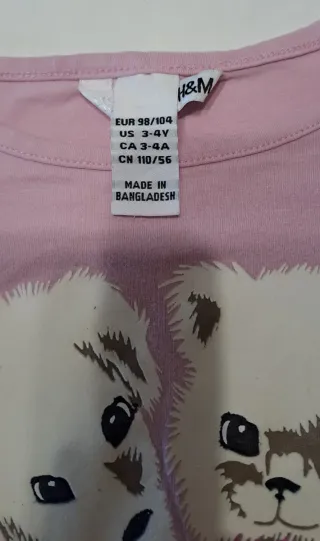 H&M
EUR 98/104
US 3-4Y
CA 3-4A
CN 110/56
MADE IN
BANGLADESH